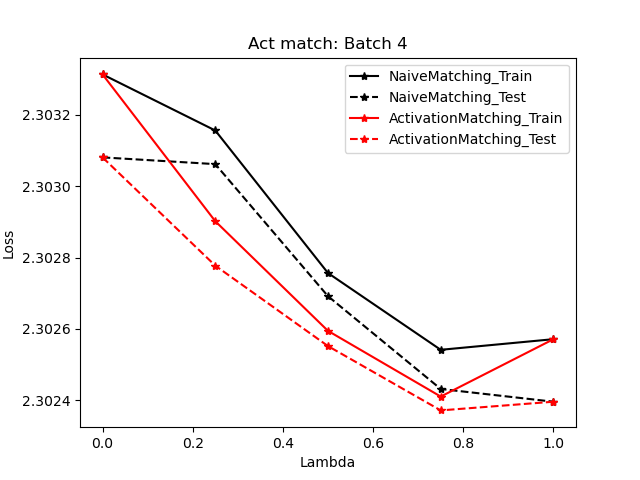 Act match: Batch 4
NaiveMatching_Train
NaiveMatching_Test
ActivationMatching_Train
ActivationMatching_Test
2.3032
2.3030
2.3028
2.3026
2.3024
Loss
0.0 0.2 0.4 0.6 0.8 1.0
Lambda